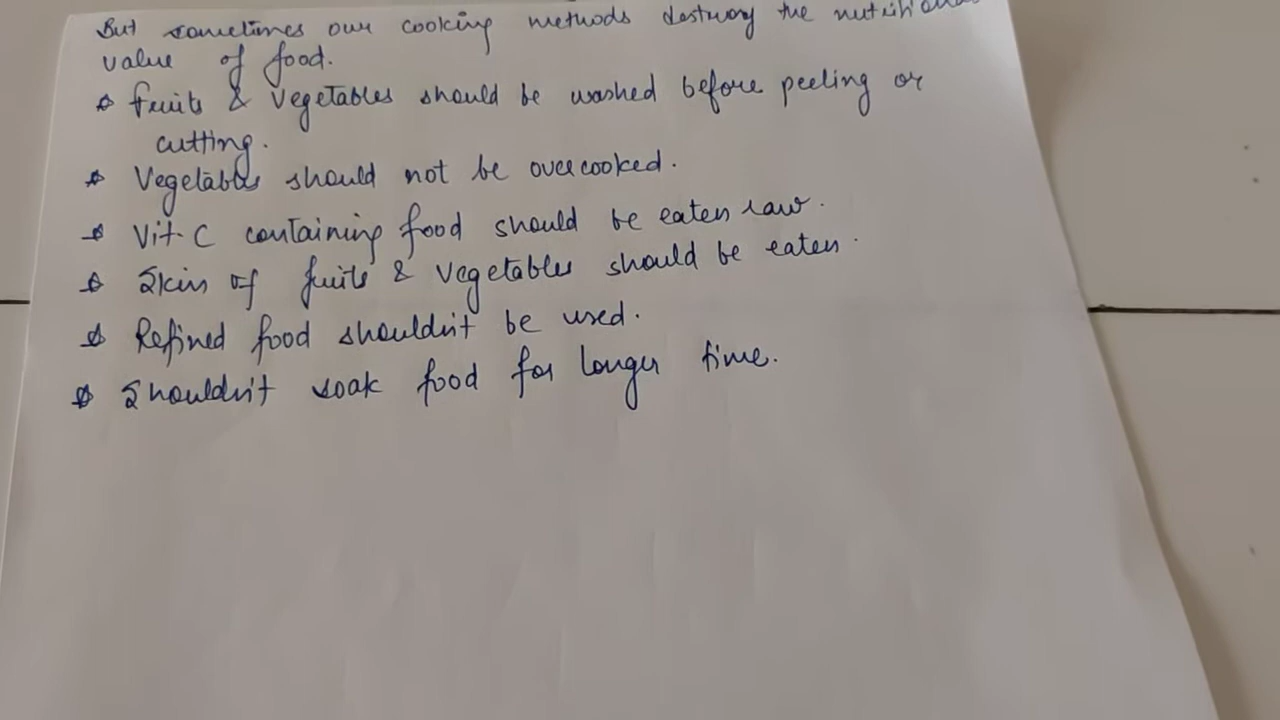 But sometimes our cooking methods destroy the nutritional
value of food.
Fruits & Vegetables should be washed before peeling or
cutting.
Vegetables should not be overcooked.
Vit-C containing food should be eaten raw.
Skin of fruits & vegetables should be eaten.
Refined food shouldn't be used.
Shouldn't soak food for longer time.